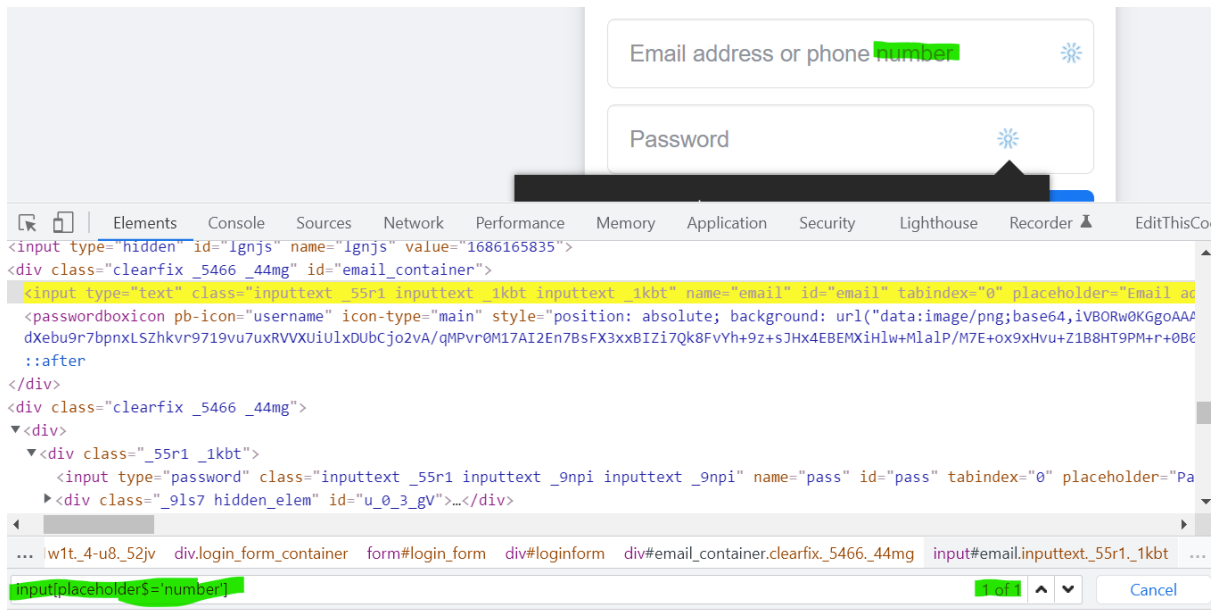 Email address or phone number
Password
Elements Console Sources Network Performance Memory Application Security Lighthouse Recorder EditThisCo
<input type="hidden" id="lgnjs" name="lgnjs" value="1686165835">
<div class="clearfix _5466 _44mg" id="email_container">
<input type="text" class="inputtext _55r1 inputtext _1kbt inputtext _1kbt" name="email" id="email" tabindex="0" placeholder="Email ad
<passwordboxicon pb-icon="username" icon-type="main" style="position: absolute; background: url("data:image/png;base64,iVBORw0KGgoAAA
dXebu9r7bpnxLSZhkvr9719vu7uxRVVXUiUlxDUbCjo2vA/qMPvr0M17AI2En7BsFX3xxBIZi7Qk8FvYh+9z+sJHx4EBEMXiHlw+MlalP/M7E+ox9xHvu+Z1B8HT9PM+r+0B0
::after
</div>
<div class="clearfix _5466 _44mg">
<div>
<div class="_55r1 _1kbt">
<input type="password" class="inputtext _55r1 inputtext _9npi inputtext _9npi" name="pass" id="pass" tabindex="0" placeholder="Pa
<div class="_9ls7 hidden_elem" id="u_0_3_gV">…</div>
... w1t._4-u8._52jv div.login_form_container form#login_form div#loginform div#email_container.clearfix._5466._44mg input#email.inputtext._55r1._1kbt ...
input[placeholder$='number'] 1 of 1 Cancel